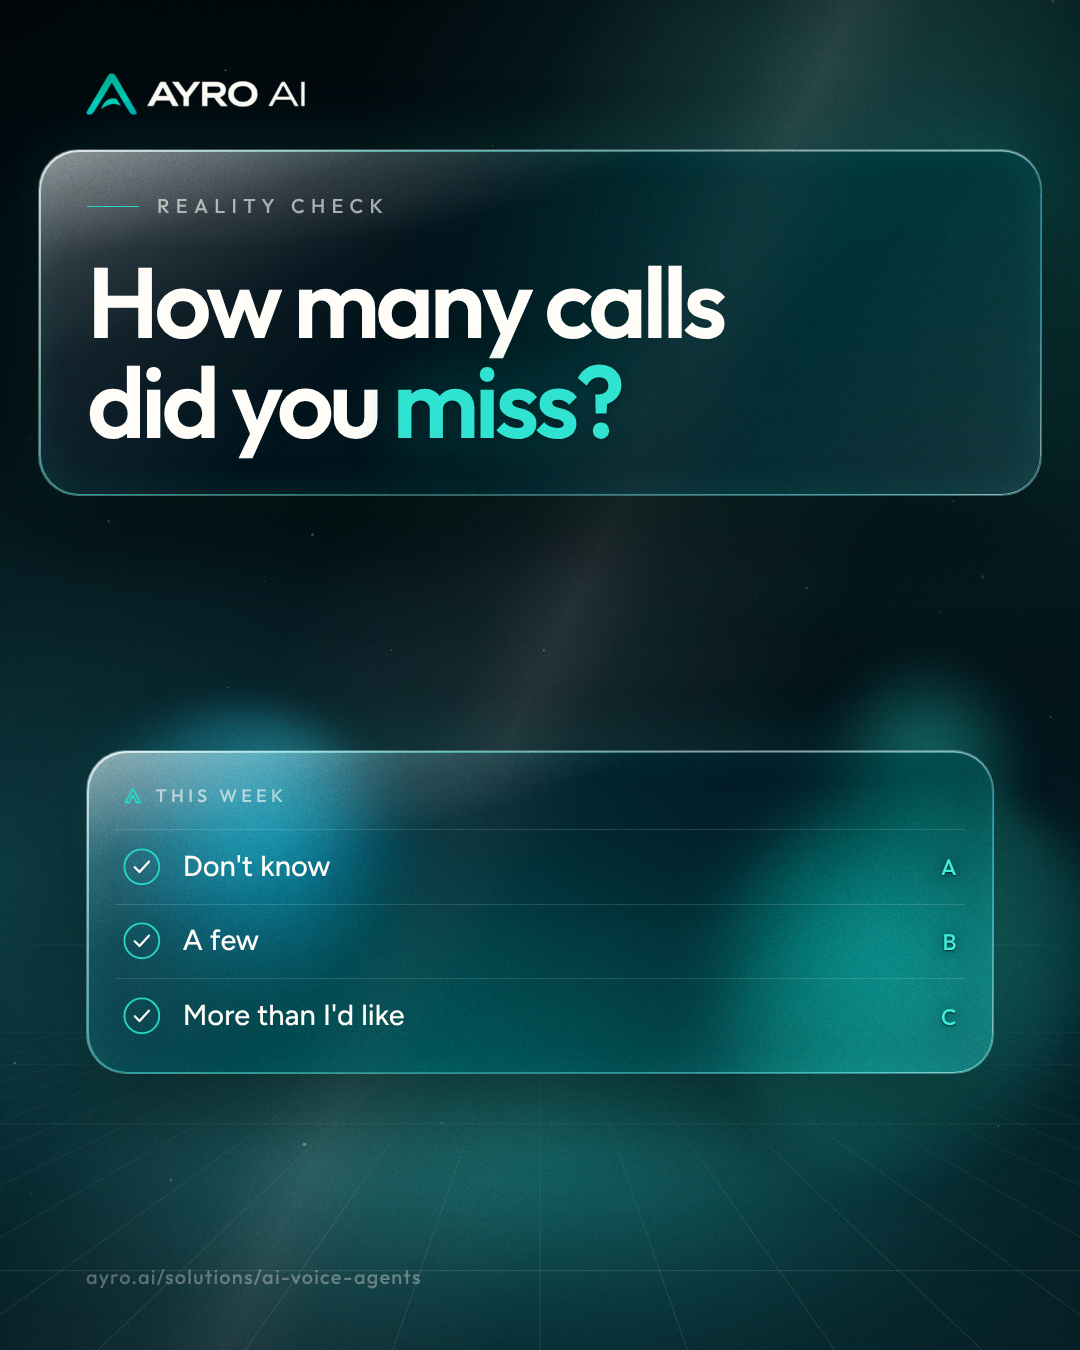 AYRO AI
REALITY CHECK
How many calls
did you miss?
THIS WEEK
Don't know A
A few B
More than I'd like C
ayro.ai/solutions/ai-voice-agents